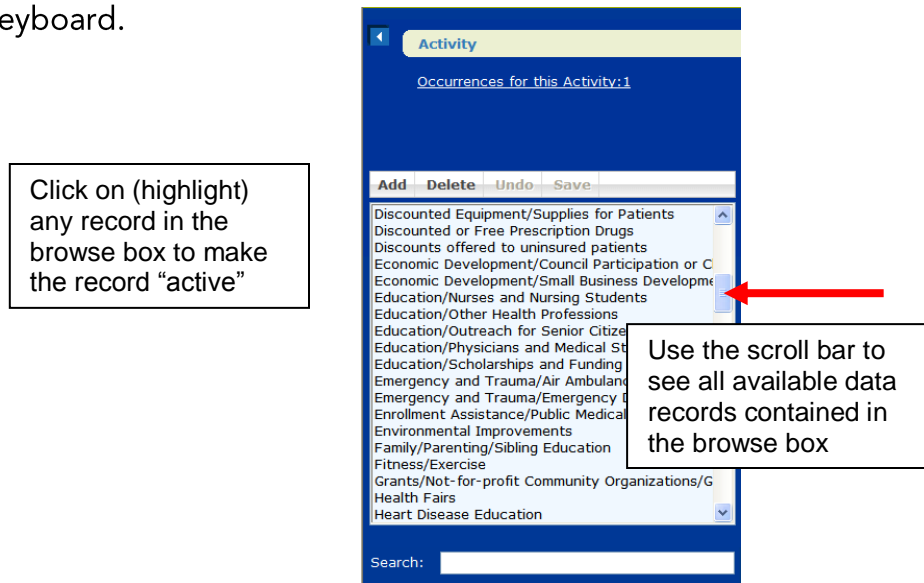 eyboard.
Activity
Occurrences for this Activity:1
Click on (highlight)
any record in the
browse box to make
the record “active”
Add Delete Undo Save
Discounted Equipment/Supplies for Patients
Discounted or Free Prescription Drugs
Discounts offered to uninsured patients
Economic Development/Council Participation or C
Economic Development/Small Business Developme
Education/Nurses and Nursing Students
Education/Other Health Professions
Education/Outreach for Senior Citize
Education/Physicians and Medical St
Education/Scholarships and Funding
Emergency and Trauma/Air Ambulan
Emergency and Trauma/Emergency
Enrollment Assistance/Public Medical
Environmental Improvements
Family/Parenting/Sibling Education
Fitness/Exercise
Grants/Not-for-profit Community Organizations/G
Health Fairs
Heart Disease Education
Use the scroll bar to
see all available data
records contained in
the browse box
Search: